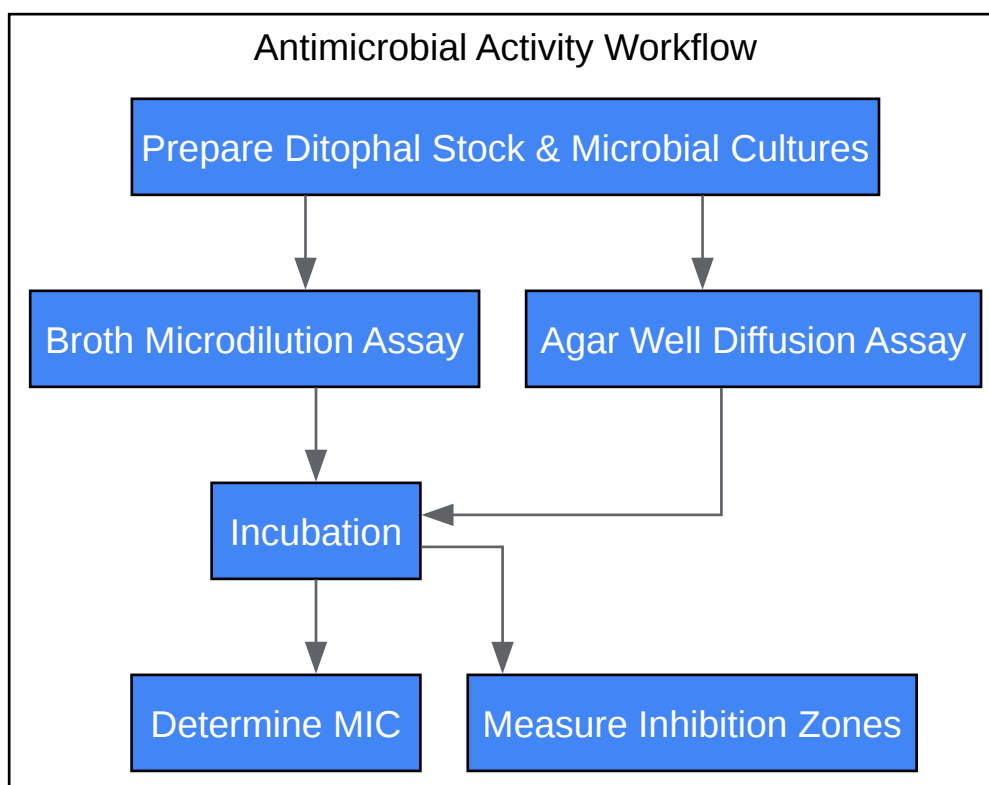 Antimicrobial Activity Workflow
Prepare Ditophal Stock & Microbial Cultures
Broth Microdilution Assay
Agar Well Diffusion Assay
Incubation
Determine MIC
Measure Inhibition Zones